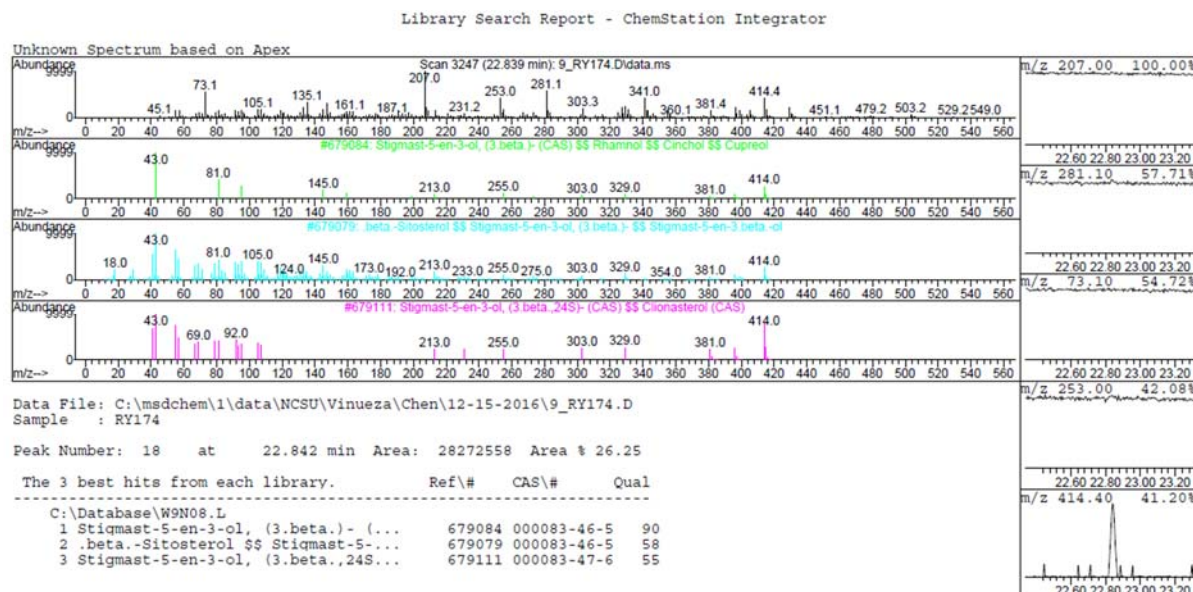 Library Search Report - ChemStation Integrator
Unknown Spectrum based on Apex
Abundance
Scan 3247 (22.839 min): 9_RY174.D\data.ms
9999
207.0
73.1
253.0
281.1
341.0
414.4
135.1
45.1
105.1
161.1
187.1
231.2
303.3
360.1
381.4
451.1
479.2
503.2
529.2
549.0
0
m/z-->
0 20 40 60 80 100 120 140 160 180 200 220 240 260 280 300 320 340 360 380 400 420 440 460 480 500 520 540 560
Abundance
#679084: Stigmast-5-en-3-ol, (3.beta.)- (CAS) $$ Rhamnol $$ Cinchol $$ Cupreol
9999
43.0
81.0
145.0
213.0
255.0
303.0
329.0
381.0
414.0
0
m/z-->
0 20 40 60 80 100 120 140 160 180 200 220 240 260 280 300 320 340 360 380 400 420 440 460 480 500 520 540 560
Abundance
#679079: .beta.-Sitosterol $$ Stigmast-5-en-3-ol, (3.beta.)- $$ Stigmast-5-en-3.beta.-ol
9999
43.0
18.0
81.0
105.0
124.0
145.0
173.0
192.0
213.0
233.0
255.0
275.0
303.0
329.0
354.0
381.0
414.0
0
m/z-->
0 20 40 60 80 100 120 140 160 180 200 220 240 260 280 300 320 340 360 380 400 420 440 460 480 500 520 540 560
Abundance
#679111: Stigmast-5-en-3-ol, (3.beta.,24S)- (CAS) $$ Clionasterol (CAS)
9999
43.0
69.0
92.0
213.0
255.0
303.0
329.0
381.0
414.0
0
m/z-->
0 20 40 60 80 100 120 140 160 180 200 220 240 260 280 300 320 340 360 380 400 420 440 460 480 500 520 540 560
Data File: C:\msdchem\1\data\NCSU\Vinueza\Chen\12-15-2016\9_RY174.D
Sample : RY174
Peak Number: 18 at 22.842 min Area: 28272558 Area % 26.25
The 3 best hits from each library. Ref\# CAS\# Qual
C:\Database\W9N08.L
1 Stigmast-5-en-3-ol, (3.beta.)- (... 679084 000083-46-5 90
2 .beta.-Sitosterol $$ Stigmast-5-... 679079 000083-46-5 58
3 Stigmast-5-en-3-ol, (3.beta.,24S... 679111 000083-47-6 55
m/z 207.00 100.00%
22.60 22.80 23.00 23.20
m/z 281.10 57.71%
22.60 22.80 23.00 23.20
m/z 73.10 54.72%
22.60 22.80 23.00 23.20
m/z 253.00 42.08%
22.60 22.80 23.00 23.20
m/z 414.40 41.20%
22.60 22.80 23.00 23.20